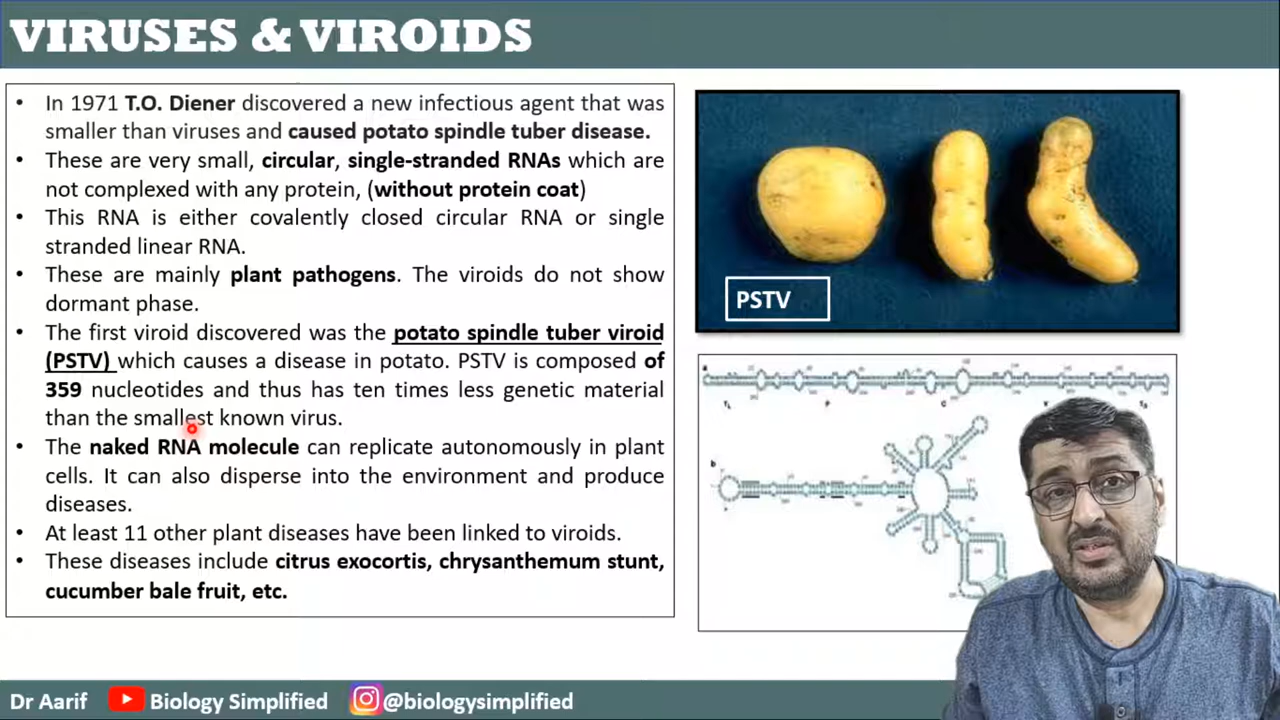 VIRUSES & VIROIDS
• In 1971 T.O. Diener discovered a new infectious agent that was
smaller than viruses and caused potato spindle tuber disease.
• These are very small, circular, single-stranded RNAs which are
not complexed with any protein, (without protein coat)
• This RNA is either covalently closed circular RNA or single
stranded linear RNA.
• These are mainly plant pathogens. The viroids do not show
dormant phase.
• The first viroid discovered was the potato spindle tuber viroid
(PSTV) which causes a disease in potato. PSTV is composed of
359 nucleotides and thus has ten times less genetic material
than the smallest known virus.
• The naked RNA molecule can replicate autonomously in plant
cells. It can also disperse into the environment and produce
diseases.
• At least 11 other plant diseases have been linked to viroids.
• These diseases include citrus exocortis, chrysanthemum stunt,
cucumber bale fruit, etc.
PSTV
a
b
Dr Aarif Biology Simplified @biologysimplified